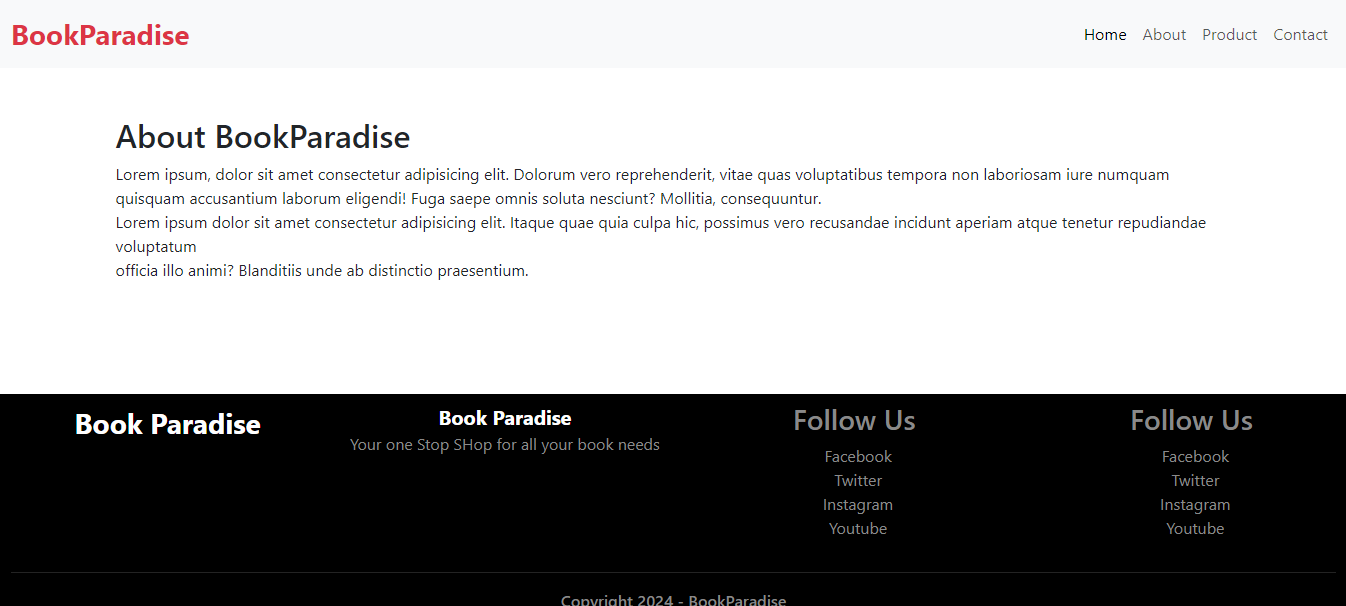 BookParadise
Home About Product Contact
About BookParadise
Lorem ipsum, dolor sit amet consectetur adipisicing elit. Dolorum vero reprehenderit, vitae quas voluptatibus tempora non laboriosam iure numquam
quisquam accusantium laborum eligendi! Fuga saepe omnis soluta nesciunt? Mollitia, consequuntur.
Lorem ipsum dolor sit amet consectetur adipisicing elit. Itaque quae quia culpa hic, possimus vero recusandae incidunt aperiam atque tenetur repudiandae
voluptatum
officia illo animi? Blanditiis unde ab distinctio praesentium.
Book Paradise
Book Paradise
Your one Stop SHop for all your book needs
Follow Us
Facebook
Twitter
Instagram
Youtube
Follow Us
Facebook
Twitter
Instagram
Youtube
Copyright 2024 - BookParadise